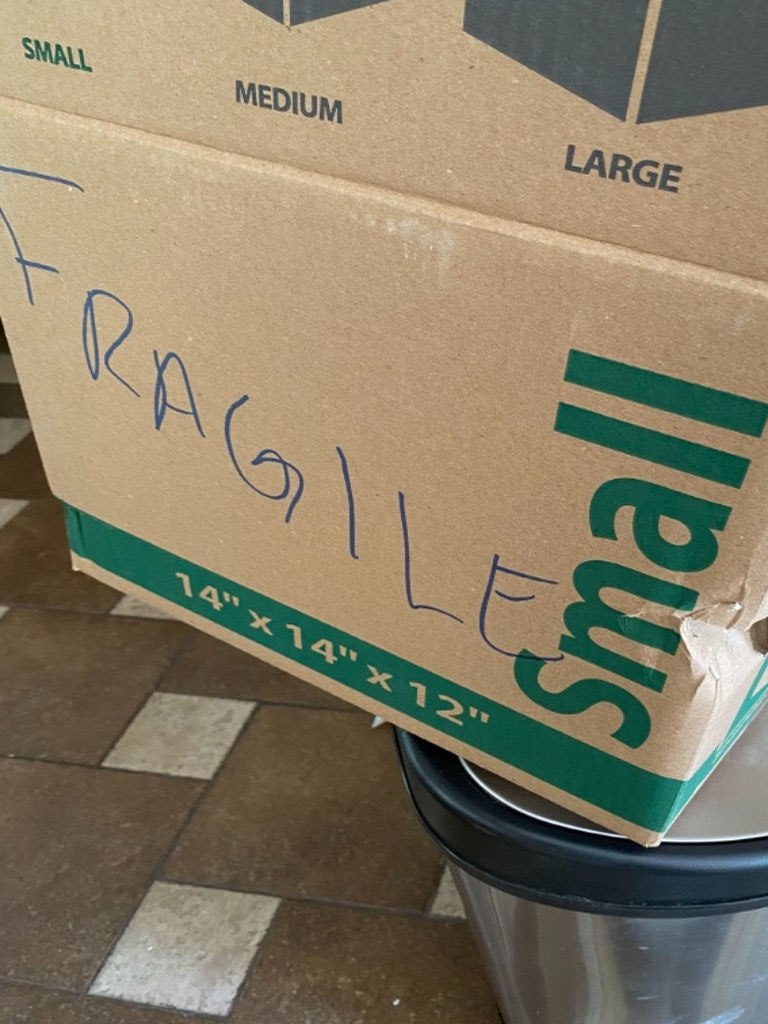 SMALL
MEDIUM
LARGE
FRAGILE
small
14" x 14" x 12"